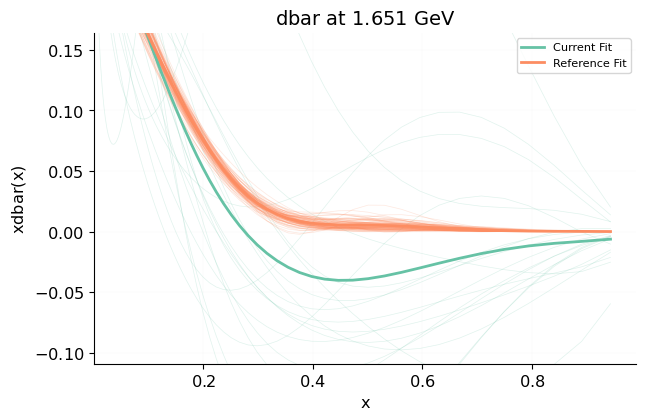 dbar at 1.651 GeV
Current Fit
Reference Fit
xdbar(x)
0.15
0.10
0.05
0.00
−0.05
−0.10
0.2 0.4 0.6 0.8
x